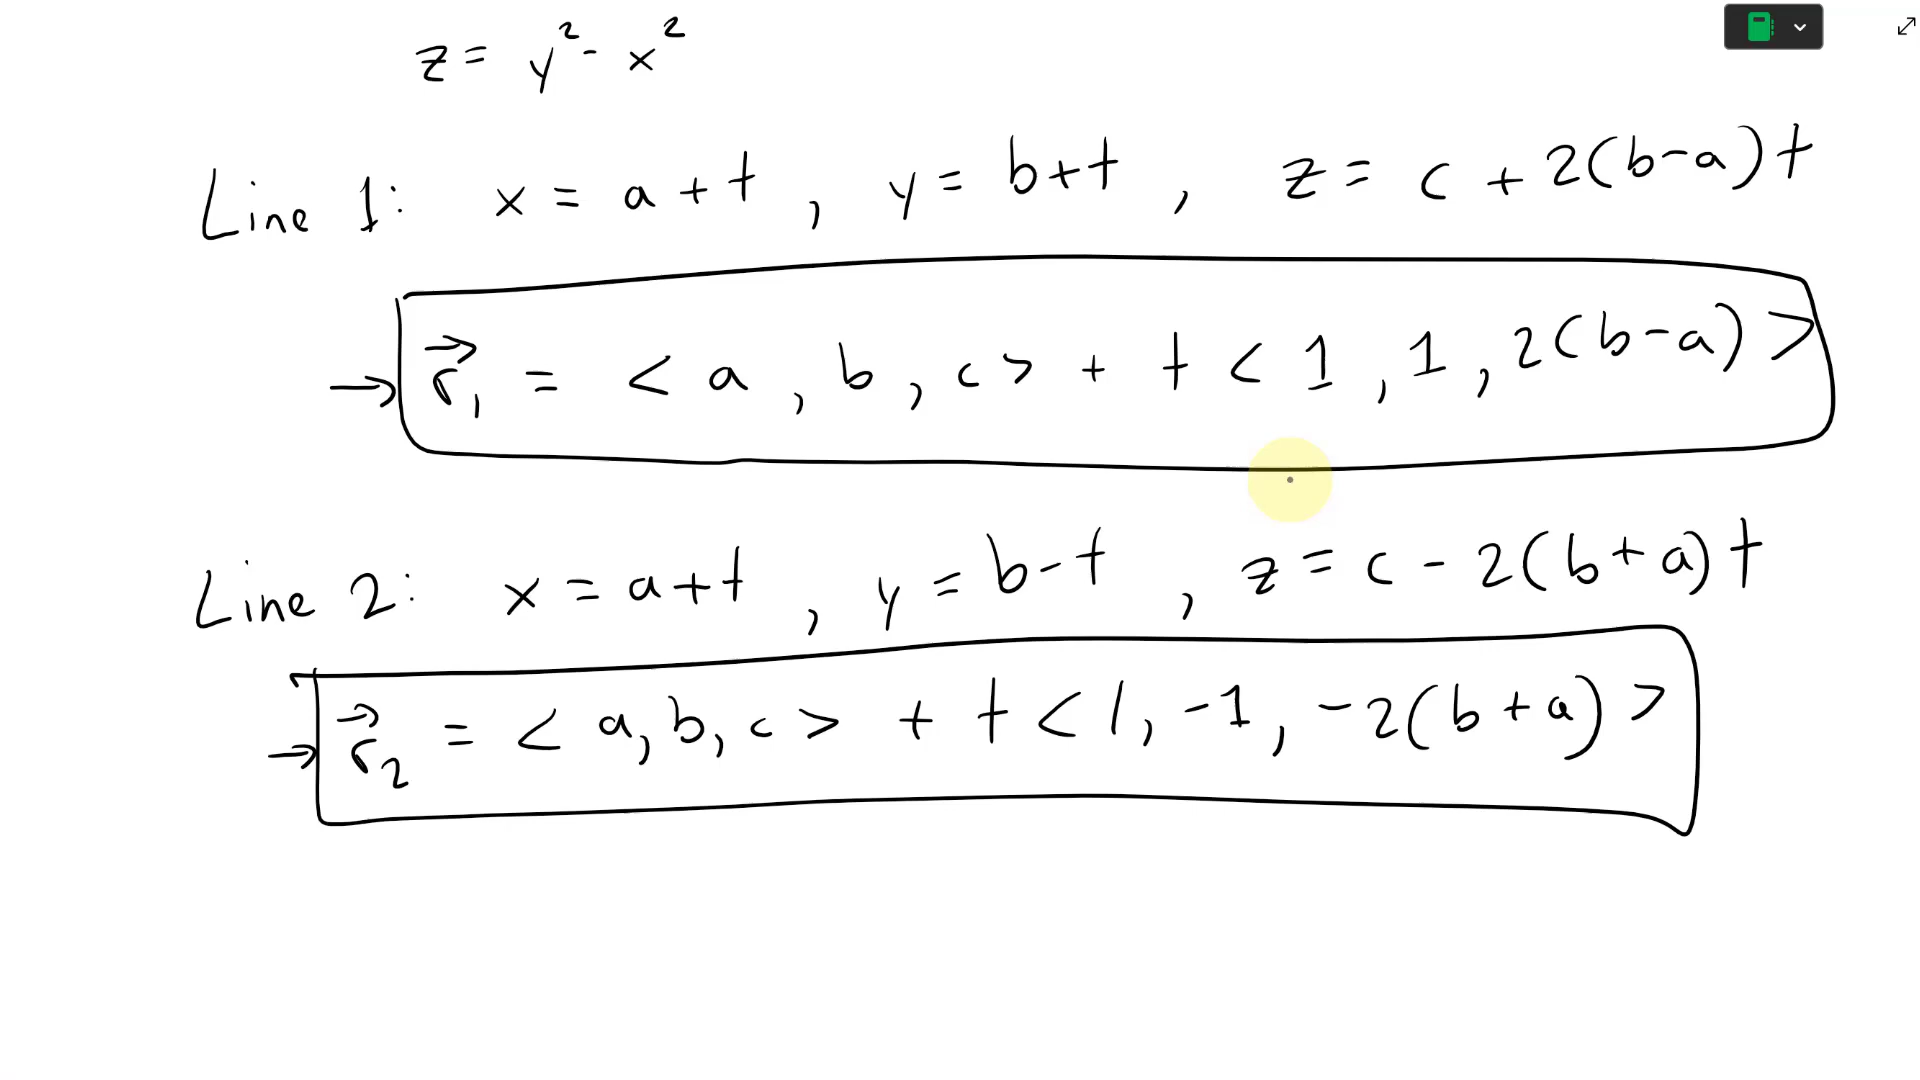 z = y² - x²
Line 1: x = a + t , y = b + t , z = c + 2(b-a)t
→ r⃗₁ = < a , b , c > + t < 1 , 1 , 2(b-a) >
Line 2: x = a + t , y = b - t , z = c - 2(b+a)t
→ r⃗₂ = < a, b, c > + t < 1, -1, -2(b+a) >